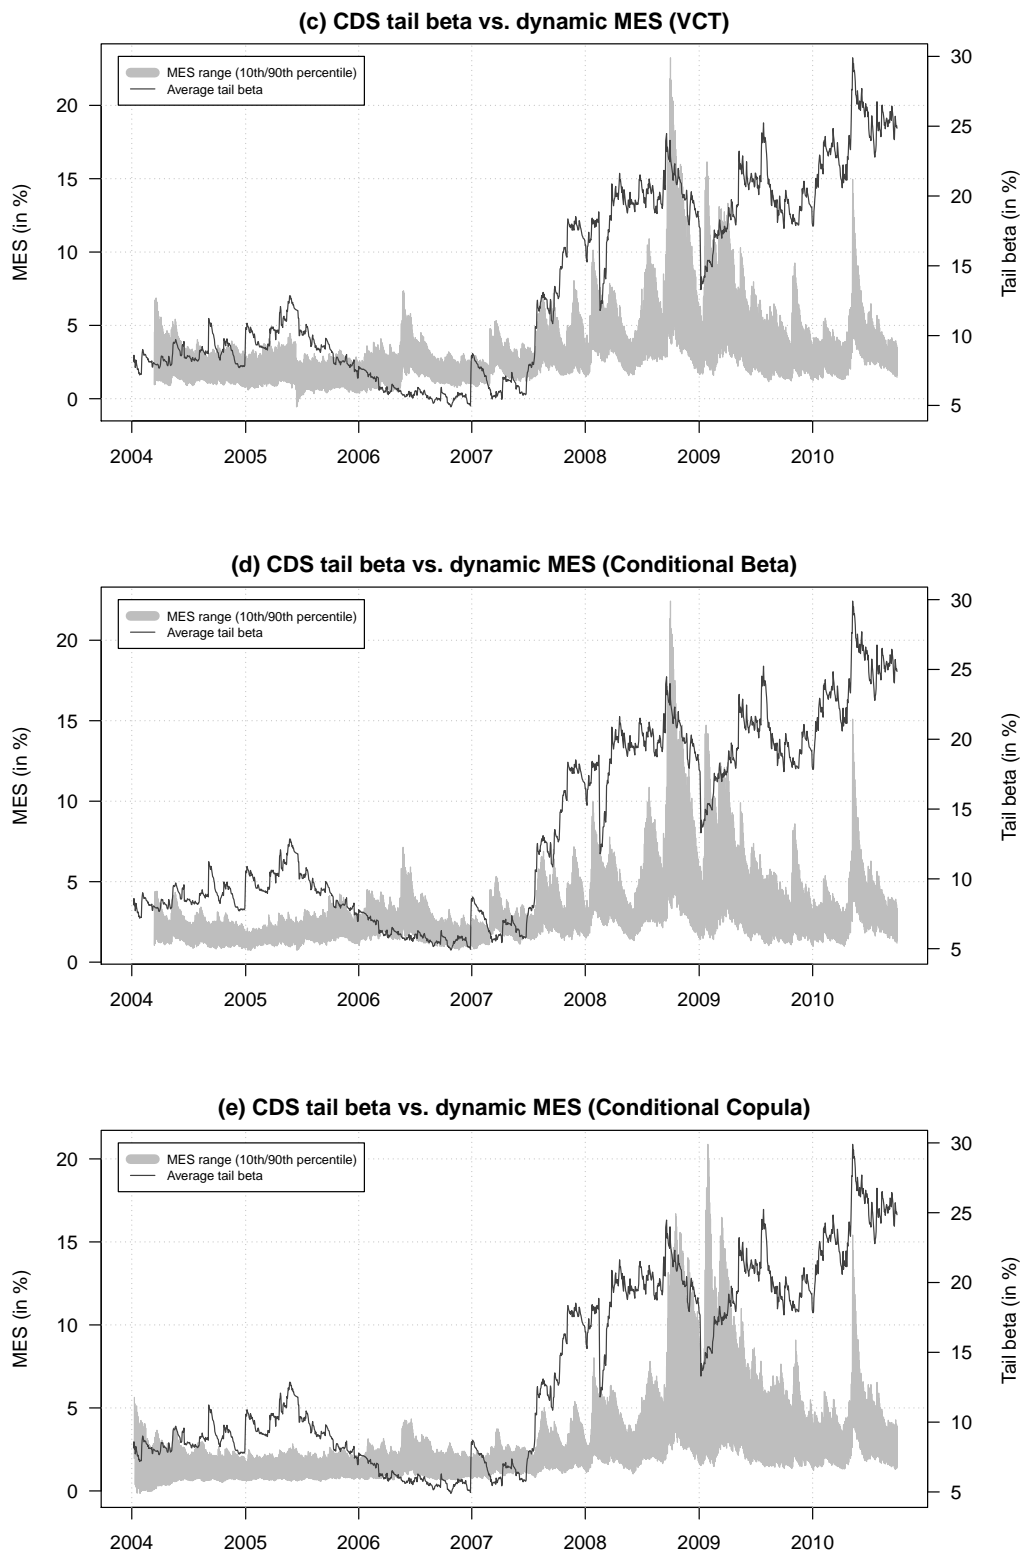 (c) CDS tail beta vs. dynamic MES (VCT)
MES range (10th/90th percentile)
Average tail beta
MES (in %)
20
15
10
5
0
Tail beta (in %)
30
25
20
15
10
5
2004 2005 2006 2007 2008 2009 2010
(d) CDS tail beta vs. dynamic MES (Conditional Beta)
MES range (10th/90th percentile)
Average tail beta
MES (in %)
20
15
10
5
0
Tail beta (in %)
30
25
20
15
10
5
2004 2005 2006 2007 2008 2009 2010
(e) CDS tail beta vs. dynamic MES (Conditional Copula)
MES range (10th/90th percentile)
Average tail beta
MES (in %)
20
15
10
5
0
Tail beta (in %)
30
25
20
15
10
5
2004 2005 2006 2007 2008 2009 2010